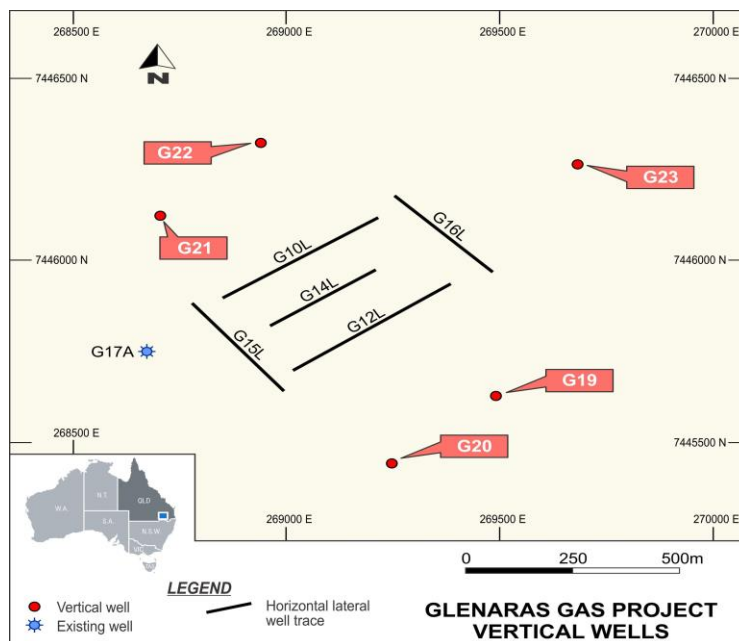 268500 E
269000 E
269500 E
270000 E
7446500 N
7446500 N
N
G22
G23
G21
G16L
G10L
7446000 N
7446000 N
G14L
G12L
G15L
G17A
G19
268500 E
G20
7445500 N
269000 E
269500 E
270000 E
W.A.
N.T.
QLD
S.A.
N.S.W.
VIC
0 250 500m
LEGEND
Vertical well
Existing well
Horizontal lateral
well trace
GLENARAS GAS PROJECT
VERTICAL WELLS